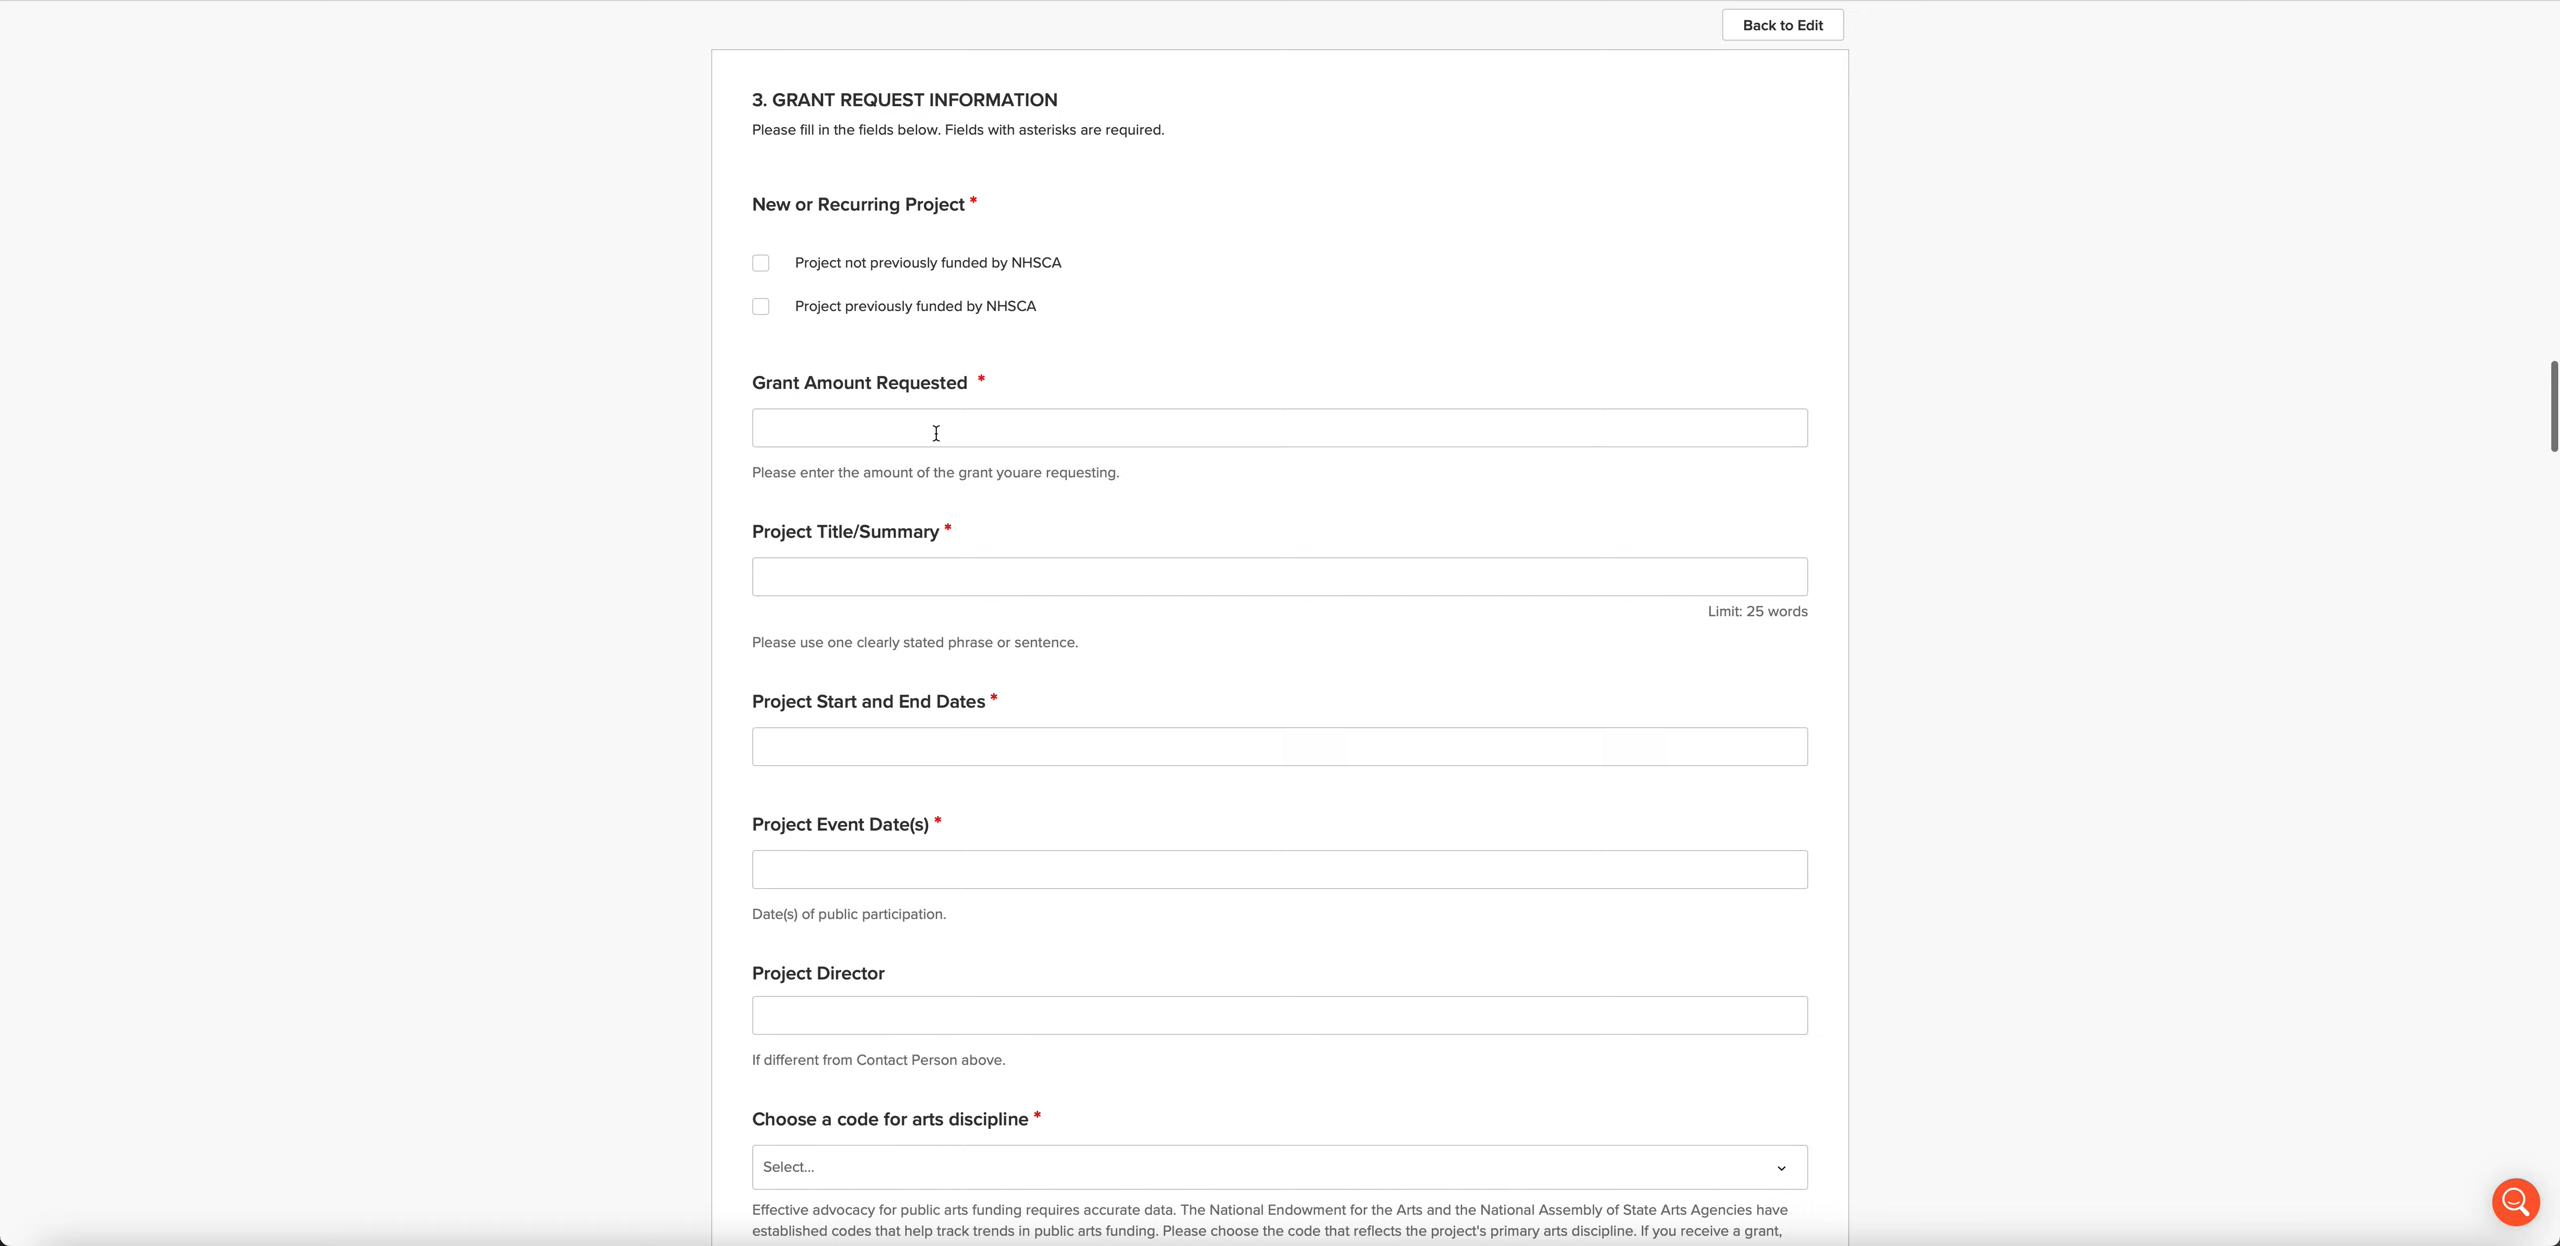 Back to Edit
3. GRANT REQUEST INFORMATION
Please fill in the fields below. Fields with asterisks are required.
New or Recurring Project *
Project not previously funded by NHSCA
Project previously funded by NHSCA
Grant Amount Requested *
Please enter the amount of the grant youare requesting.
Project Title/Summary *
Limit: 25 words
Please use one clearly stated phrase or sentence.
Project Start and End Dates *
Project Event Date(s) *
Date(s) of public participation.
Project Director
If different from Contact Person above.
Choose a code for arts discipline *
Select...
Effective advocacy for public arts funding requires accurate data. The National Endowment for the Arts and the National Assembly of State Arts Agencies have
established codes that help track trends in public arts funding. Please choose the code that reflects the project's primary arts discipline. If you receive a grant,